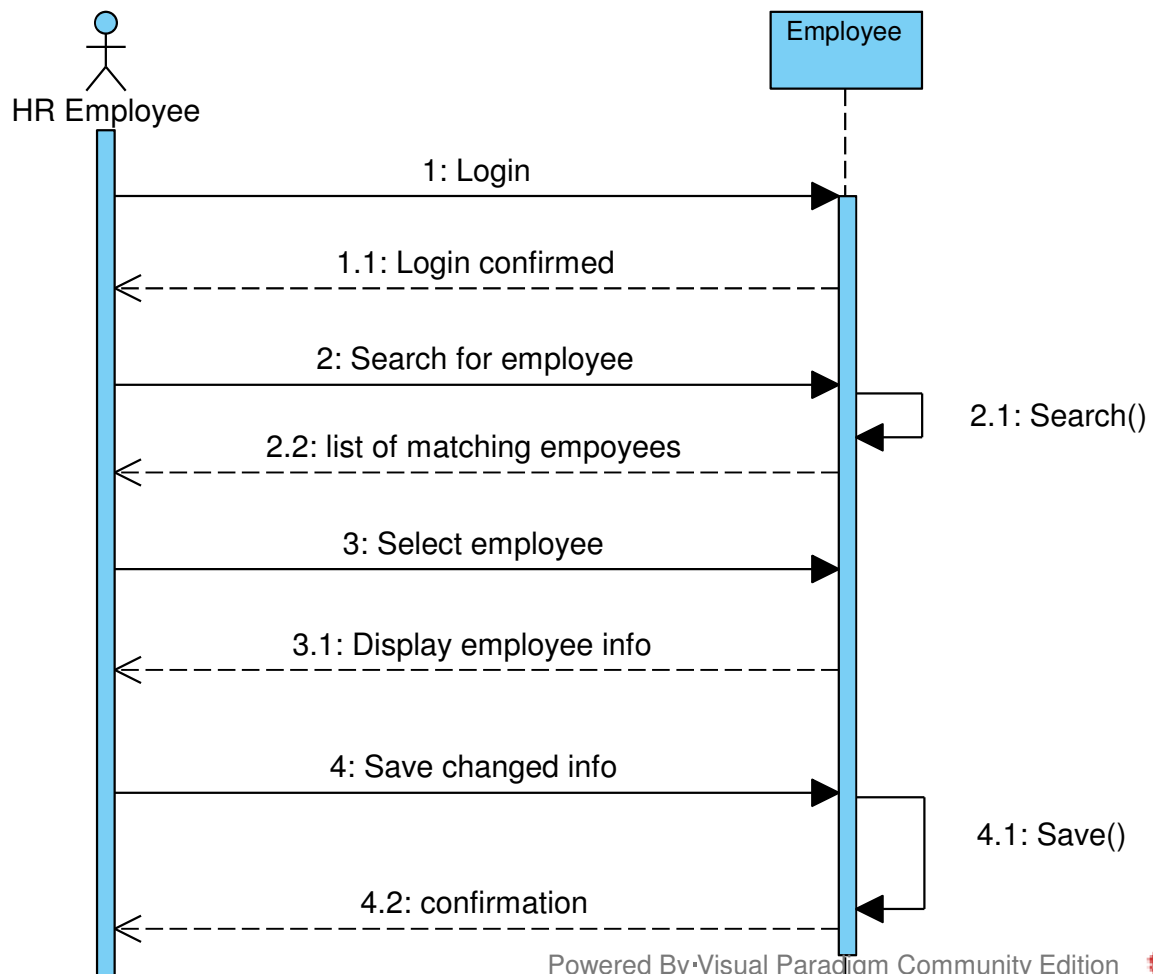 Employee
HR Employee
1: Login
1.1: Login confirmed
2: Search for employee
2.1: Search()
2.2: list of matching empoyees
3: Select employee
3.1: Display employee info
4: Save changed info
4.1: Save()
4.2: confirmation
Powered By Visual Paradigm Community Edition